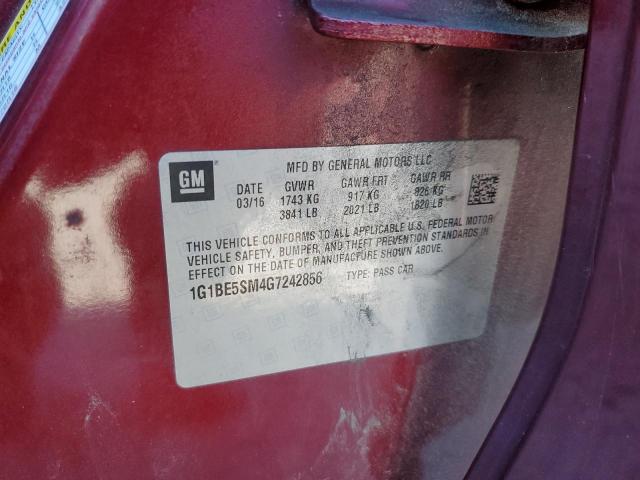 GM
MFD BY GENERAL MOTORS LLC
DATE GVWR GAWR FRT GAWR RR
03/16 1743 KG 917 KG 826 KG
3841 LB 2021 LB 1820 LB
THIS VEHICLE CONFORMS TO ALL APPLICABLE U.S. FEDERAL MOTOR
VEHICLE SAFETY, BUMPER, AND THEFT PREVENTION STANDARDS IN
EFFECT ON THE DATE OF MANUFACTURE SHOWN ABOVE.
1G1BE5SM4G7242856 TYPE: PASS CAR